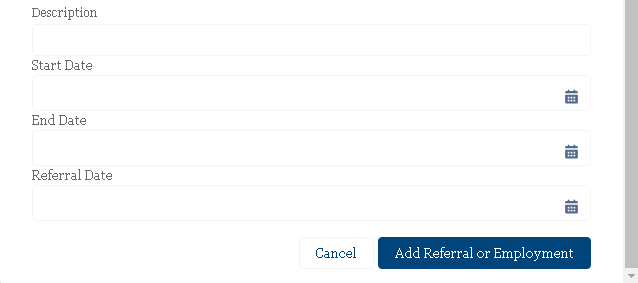 Description
Start Date
End Date
Referral Date
Cancel Add Referral or Employment